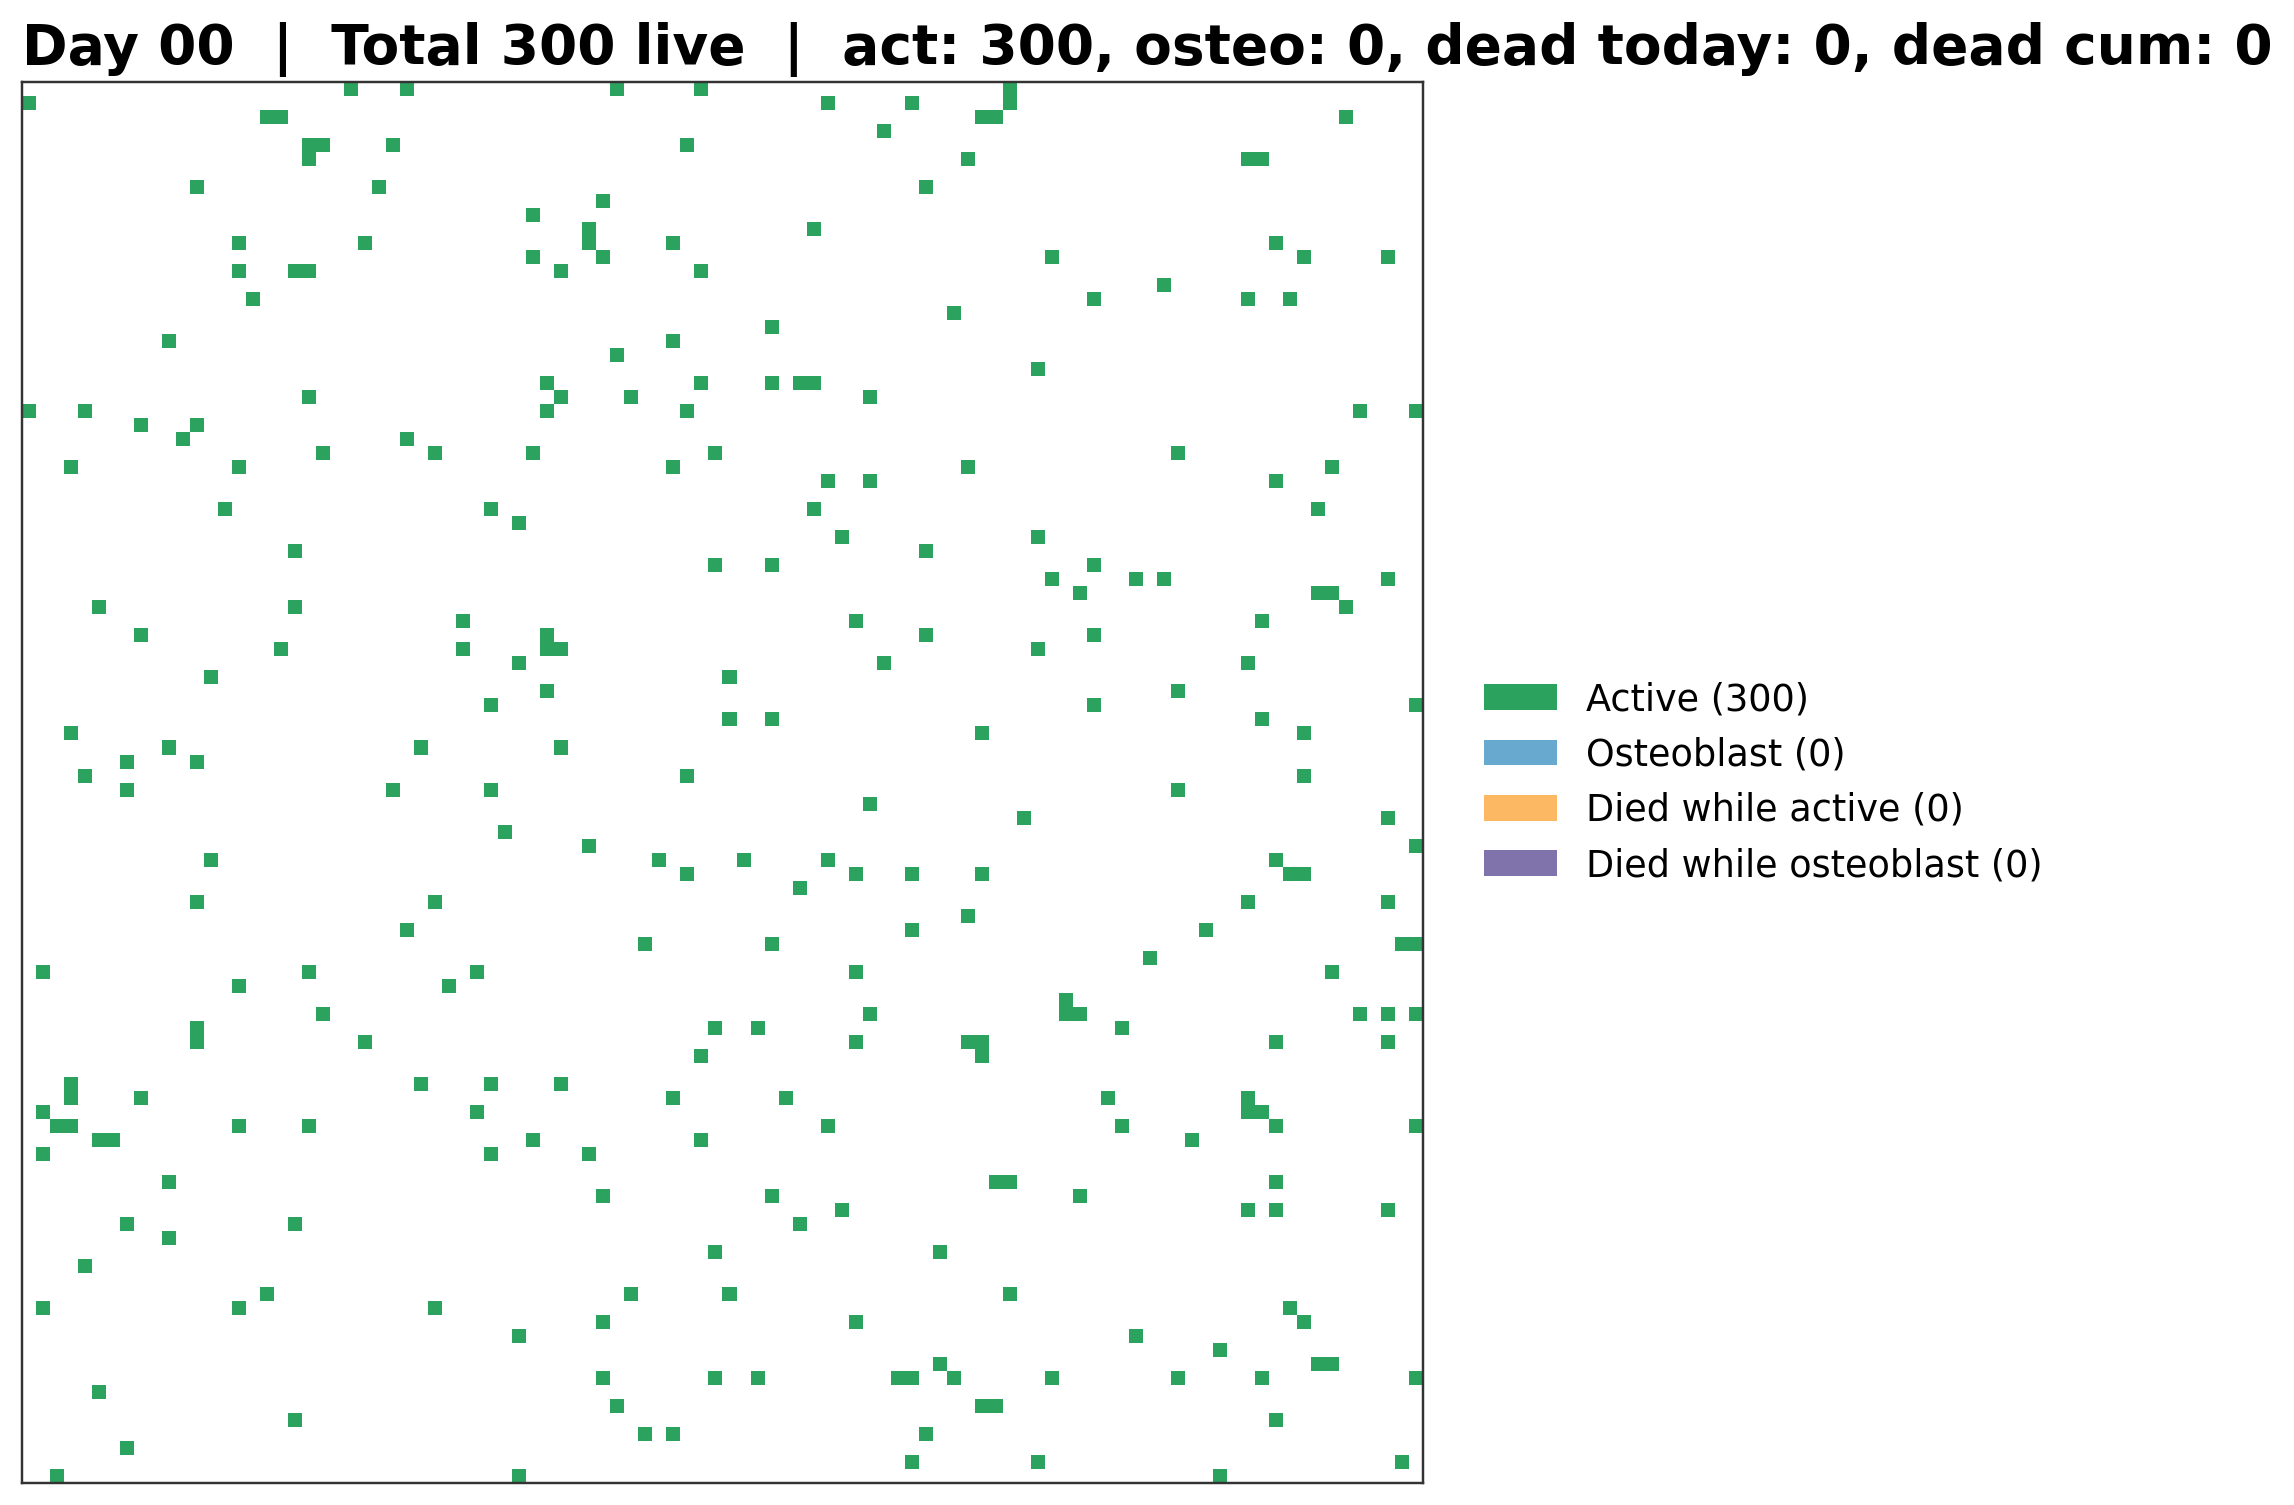 Day 00 | Total 300 live | act: 300, osteo: 0, dead today: 0, dead cum: 0
Active (300)
Osteoblast (0)
Died while active (0)
Died while osteoblast (0)